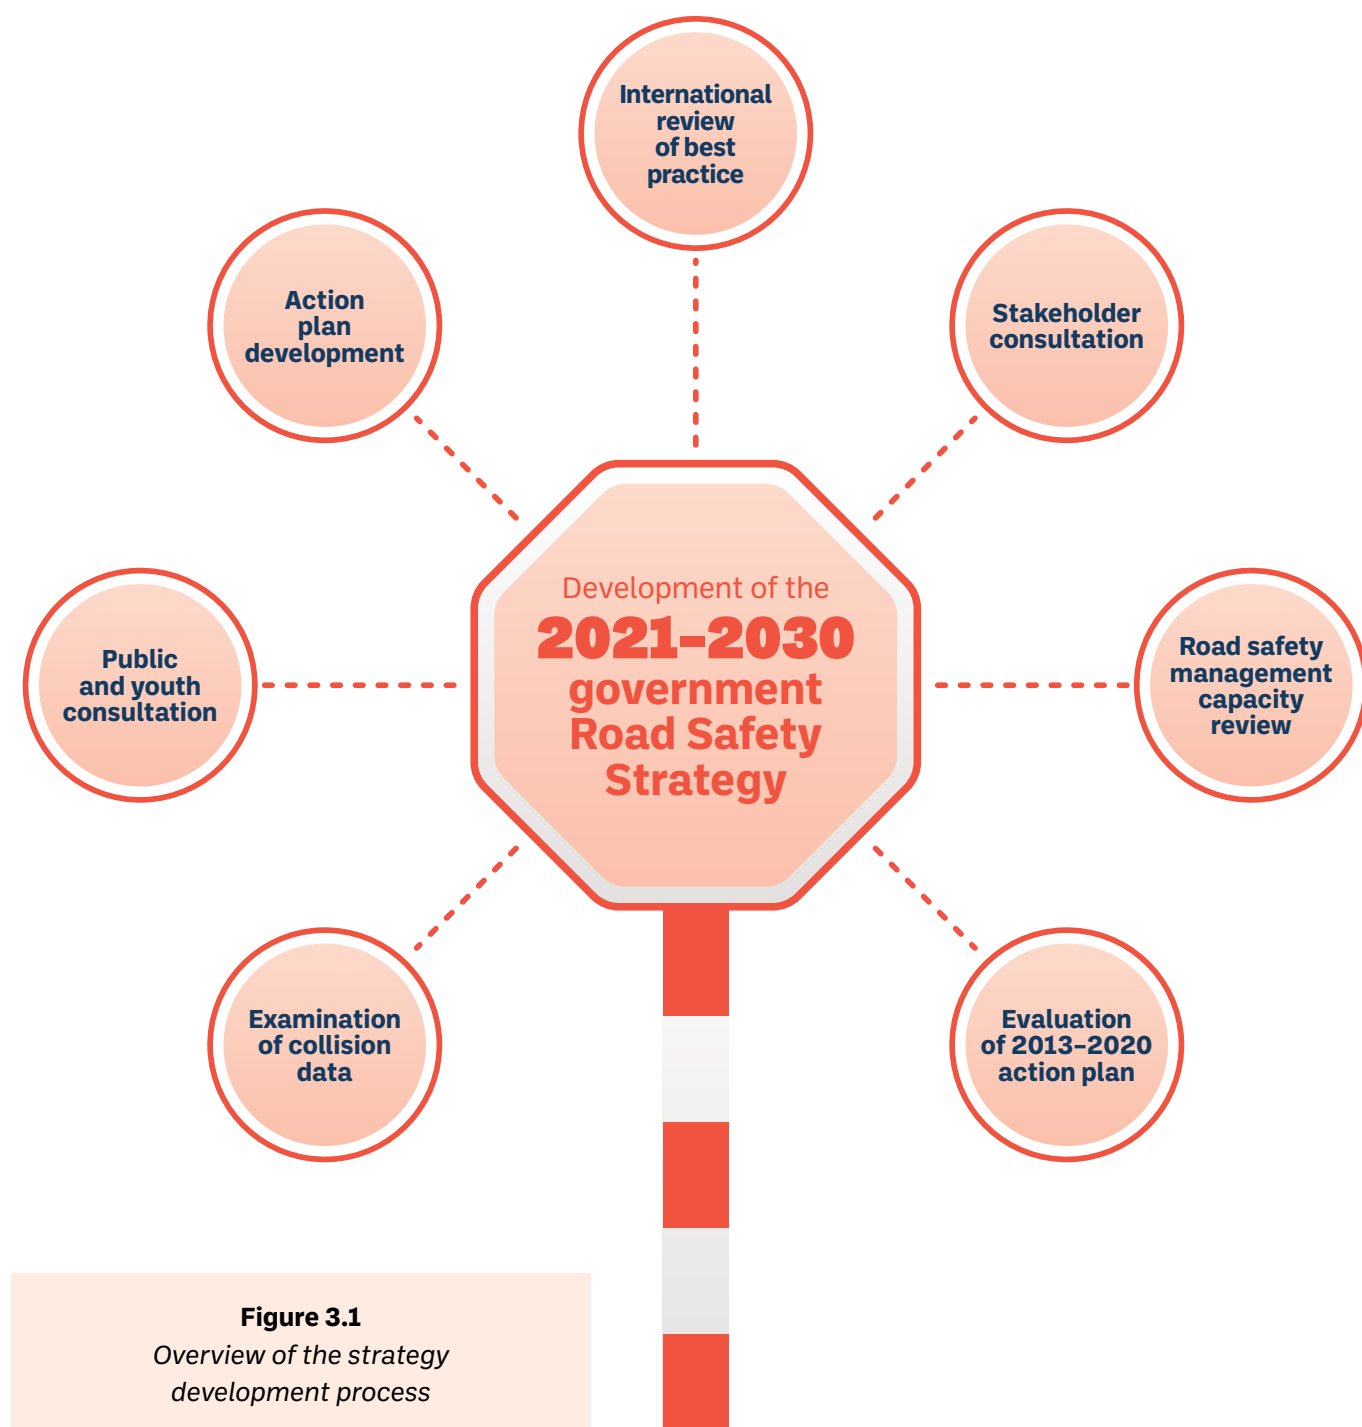 International
review
of best
practice
Action
plan
development
Stakeholder
consultation
Development of the
2021–2030
government
Road Safety
Strategy
Public
and youth
consultation
Road safety
management
capacity
review
Examination
of collision
data
Evaluation
of 2013–2020
action plan
Figure 3.1
Overview of the strategy
development process